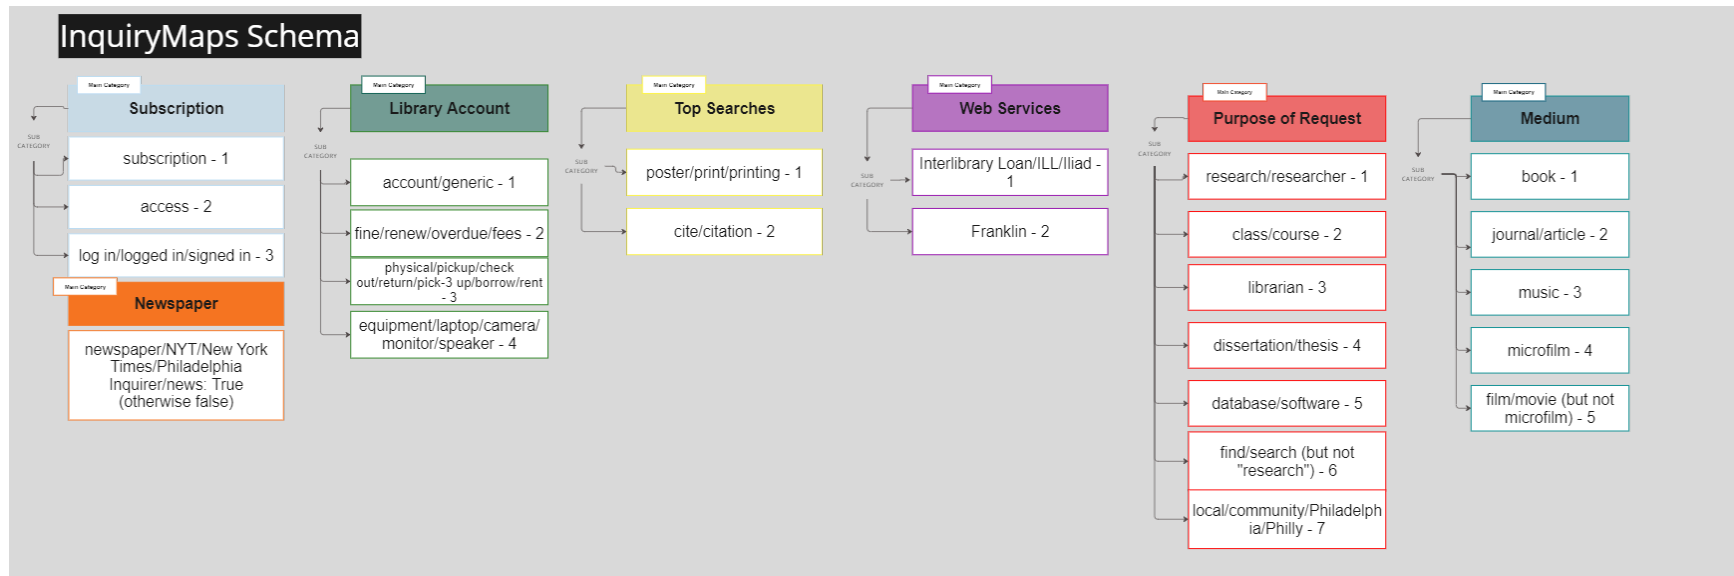 InquiryMaps Schema
Main Category
Subscription
SUB
CATEGORY
subscription - 1
access - 2
log in/logged in/signed in - 3
Main Category
Newspaper
newspaper/NYT/New York
Times/Philadelphia
Inquirer/news: True
(otherwise false)
Main Category
Library Account
SUB
CATEGORY
account/generic - 1
fine/renew/overdue/fees - 2
physical/pickup/check
out/return/pick-3 up/borrow/rent
- 3
equipment/laptop/camera/
monitor/speaker - 4
Main Category
Top Searches
SUB
CATEGORY
poster/print/printing - 1
cite/citation - 2
Main Category
Web Services
SUB
CATEGORY
Interlibrary Loan/ILL/Iliad -
1
Franklin - 2
Main Category
Purpose of Request
SUB
CATEGORY
research/researcher - 1
class/course - 2
librarian - 3
dissertation/thesis - 4
database/software - 5
find/search (but not
"research") - 6
local/community/Philadelph
ia/Philly - 7
Main Category
Medium
SUB
CATEGORY
book - 1
journal/article - 2
music - 3
microfilm - 4
film/movie (but not
microfilm) - 5